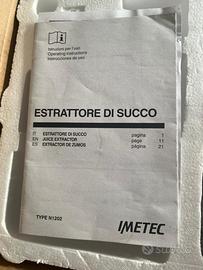 Istruzioni per l'uso
Operating instructions
Instrucciones de uso
ESTRATTORE DI SUCCO
IT ESTRATTORE DI SUCCO pagina 1
EN JUICE EXTRACTOR page 11
ES EXTRACTOR DE ZUMOS página 21
TYPE N1202
IMETEC